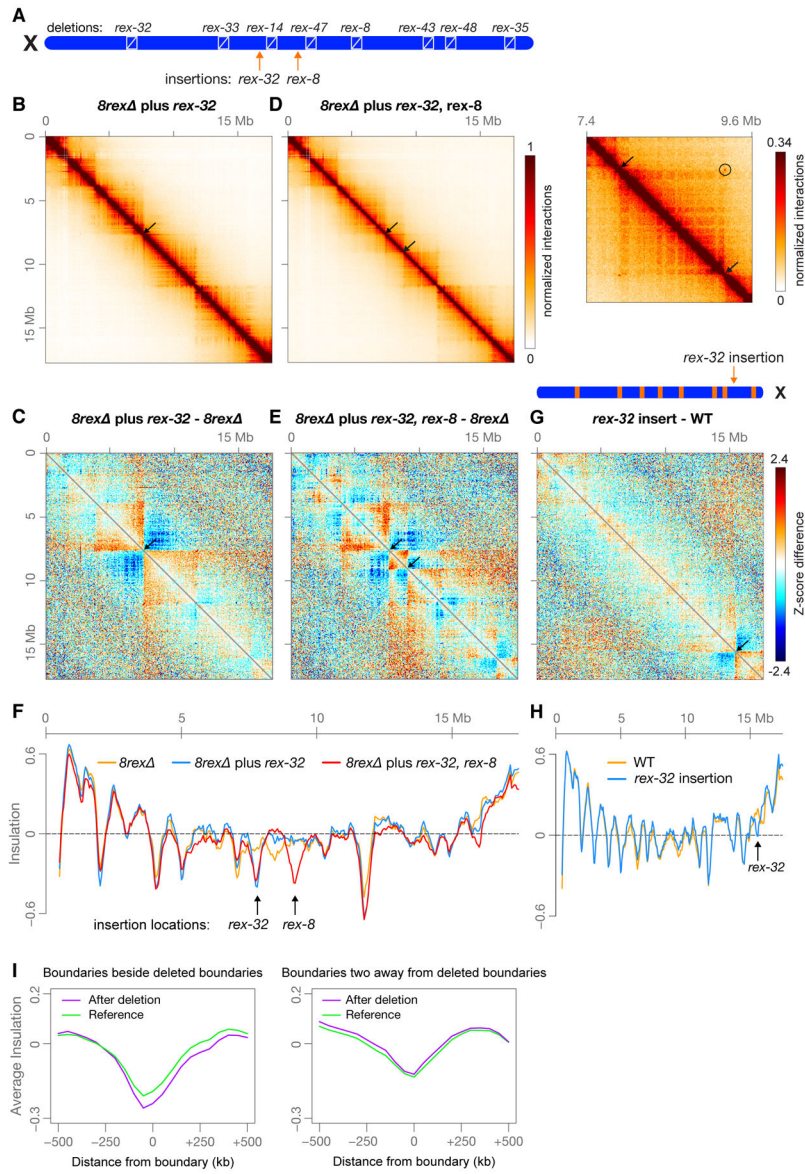 A
deletions: rex-32 rex-33 rex-14 rex-47 rex-8 rex-43 rex-48 rex-35
X
insertions: rex-32 rex-8
B 8rexΔ plus rex-32
0 15 Mb
0
5
10
15 Mb
D 8rexΔ plus rex-32, rex-8
0 15 Mb
1
normalized interactions
0
7.4 9.6 Mb
0.34
normalized interactions
0
rex-32 insertion
X
C 8rexΔ plus rex-32 - 8rexΔ
0 15 Mb
0
5
10
15 Mb
E 8rexΔ plus rex-32, rex-8 - 8rexΔ
0 15 Mb
G rex-32 insert - WT
0 15 Mb
2.4
Z-score difference
-2.4
F
0 5 10 15 Mb
0.6
0
-0.6
Insulation
8rexΔ 8rexΔ plus rex-32 8rexΔ plus rex-32, rex-8
insertion locations: rex-32 rex-8
H
0 5 10 15 Mb
0.6
0
-0.6
WT
rex-32 insertion
rex-32
I
Boundaries beside deleted boundaries
After deletion
Reference
0.2
0
-0.3
Average Insulation
-500 -250 0 +250 +500
Distance from boundary (kb)
Boundaries two away from deleted boundaries
After deletion
Reference
0.2
0
-0.3
-500 -250 0 +250 +500
Distance from boundary (kb)